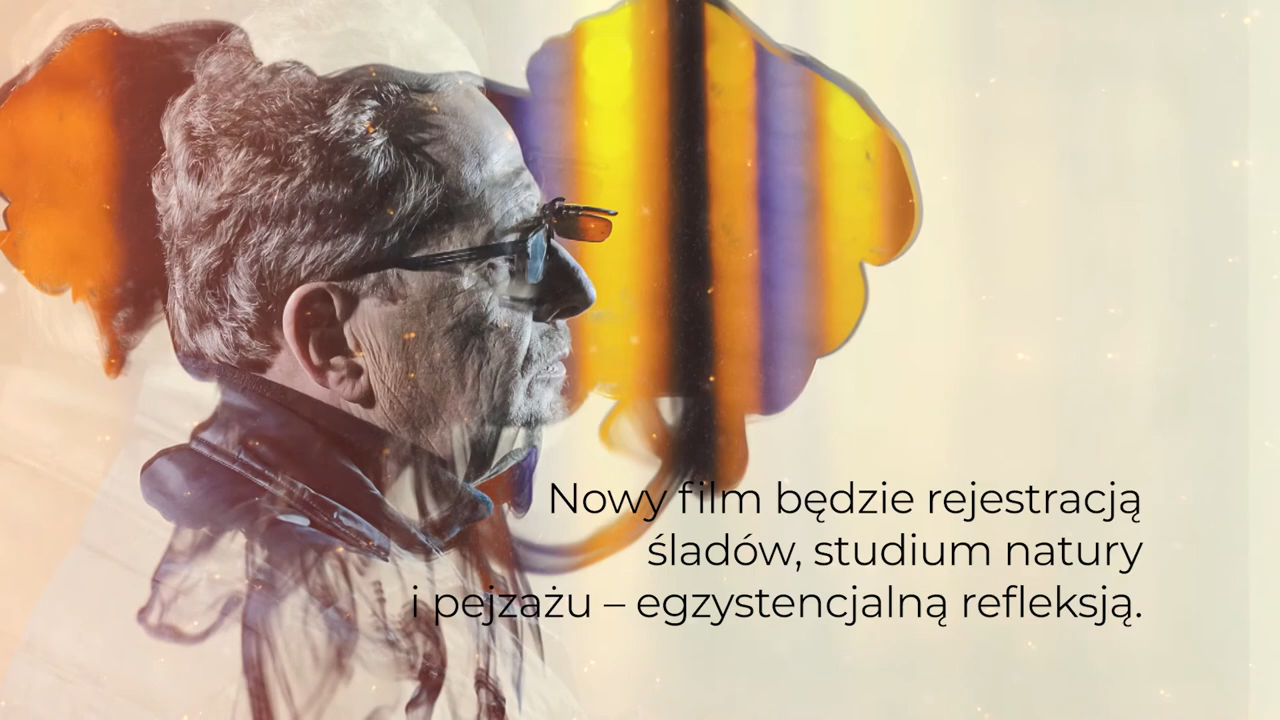 Nowy film będzie rejestracją
śladów, studium natury
i pejzażu – egzystencjalną refleksją.